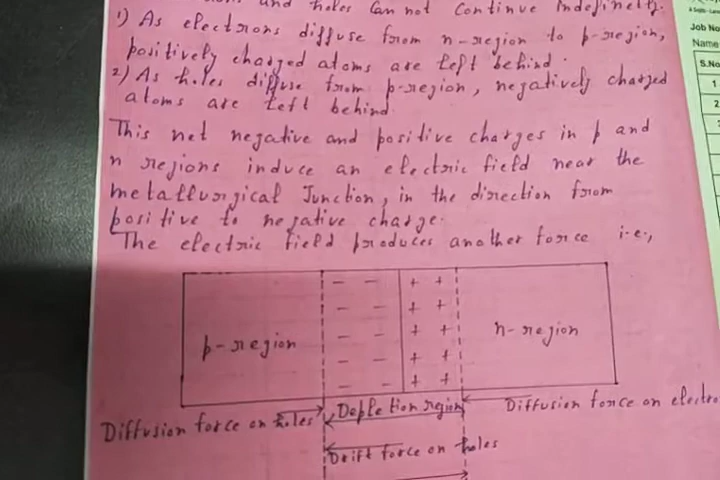 and holes can not continue indefinitely.
1) As electrons diffuse from n-region to p-region,
positively charged atoms are left behind.
2) As holes diffuse from p-region, negatively charged
atoms are left behind.
This net negative and positive charges in p and
n regions induce an electric field near the
metallurgical Junction, in the direction from
positive to negative charge.
The electric field produces another force i.e.,
- - + +
- - + +
p-region - - + + n-region
- - + +
- - + +
Diffusion force on holes Depletion region Diffusion force on electro
Drift force on holes
Job No
Name
S.No
1
2